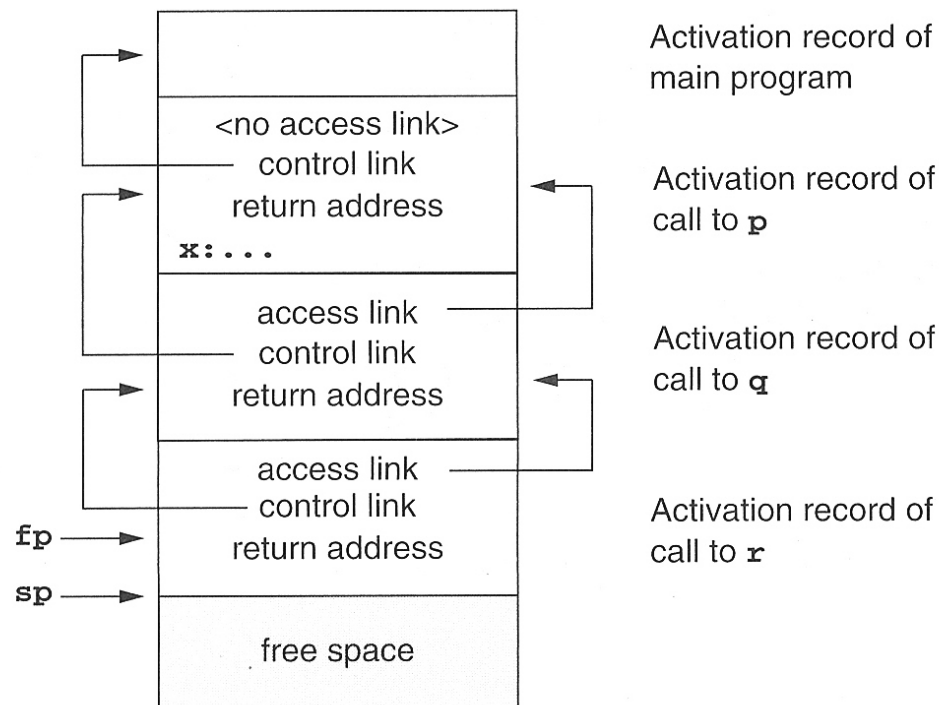 Activation record of
main program
<no access link>
control link
return address
x:...
Activation record of
call to p
access link
control link
return address
Activation record of
call to q
access link
control link
return address
Activation record of
call to r
fp
sp
free space